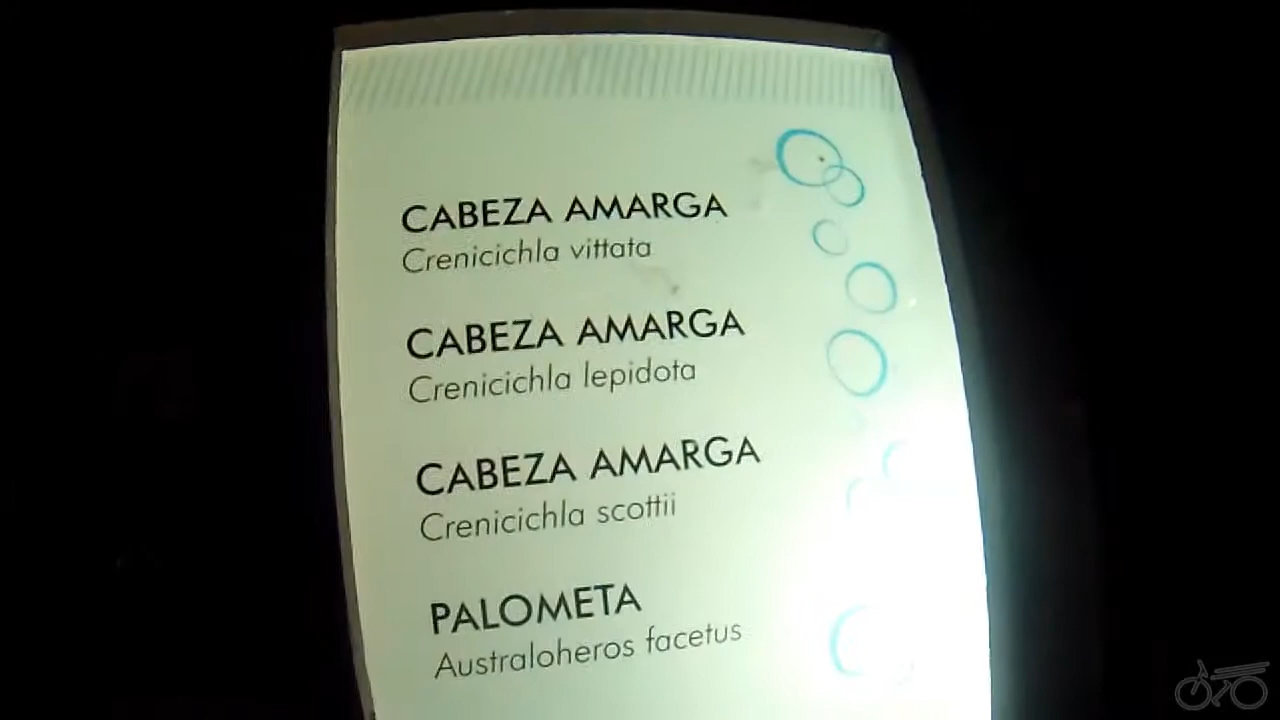 CABEZA AMARGA
Crenicichla vittata
CABEZA AMARGA
Crenicichla lepidota
CABEZA AMARGA
Crenicichla scottii
PALOMETA
Australoheros facetus